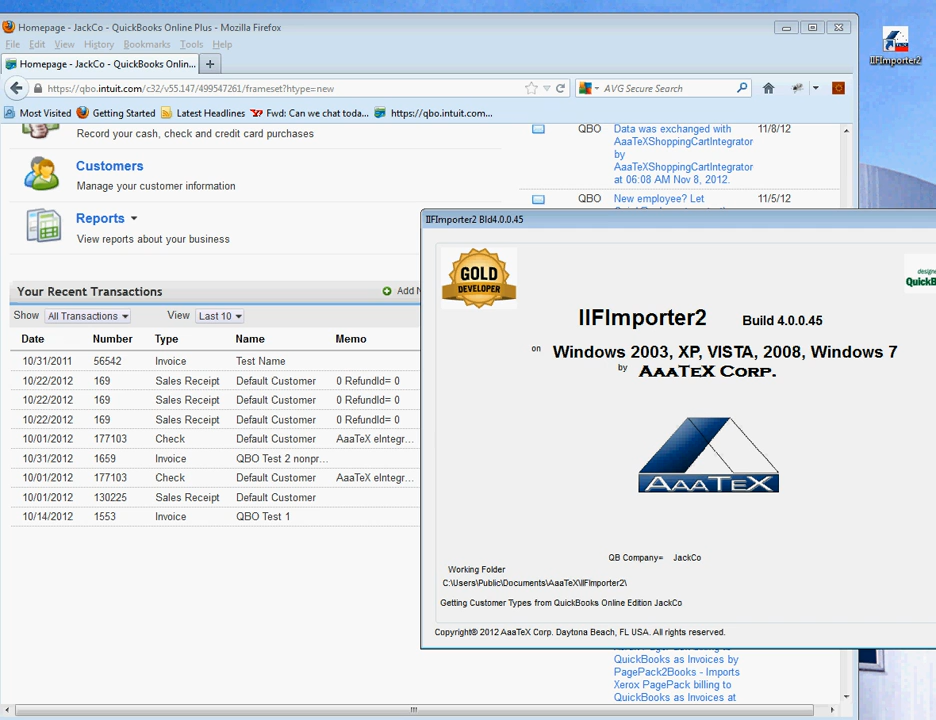 Homepage - JackCo - QuickBooks Online Plus - Mozilla Firefox
File Edit View History Bookmarks Tools Help
Homepage - JackCo - QuickBooks Onlin... +
https://qbo.intuit.com/c32/v55.147/499547261/frameset?htype=new
AVG Secure Search
Most Visited Getting Started Latest Headlines Fwd: Can we chat toda... https://qbo.intuit.com...
IIFImporter2
Record your cash, check and credit card purchases
Customers
Manage your customer information
Reports
View reports about your business
QBO Data was exchanged with 11/8/12
AaaTeXShoppingCartIntegrator
by
AaaTeXShoppingCartIntegrator
at 06:08 AM Nov 8, 2012.
QBO New employee? Let 11/5/12
Your Recent Transactions
Add N
Show All Transactions View Last 10
Date Number Type Name Memo
10/31/2011 56542 Invoice Test Name
10/22/2012 169 Sales Receipt Default Customer 0 RefundId= 0
10/22/2012 169 Sales Receipt Default Customer 0 RefundId= 0
10/22/2012 169 Sales Receipt Default Customer 0 RefundId= 0
10/01/2012 177103 Check Default Customer AaaTeX eIntegr...
10/31/2012 1659 Invoice QBO Test 2 nonpr...
10/01/2012 177103 Check Default Customer AaaTeX eIntegr...
10/01/2012 130225 Sales Receipt Default Customer
10/14/2012 1553 Invoice QBO Test 1
IIFImporter2 Bld4.0.0.45
GOLD
DEVELOPER
designe
QuickB
IIFImporter2 Build 4.0.0.45
on Windows 2003, XP, VISTA, 2008, Windows 7
by AaaTeX Corp.
AaaTeX
QB Company= JackCo
Working Folder
C:\Users\Public\Documents\AaaTeX\IIFImporter2\
Getting Customer Types from QuickBooks Online Edition JackCo
Copyright® 2012 AaaTeX Corp. Daytona Beach, FL USA. All rights reserved.
QuickBooks as Invoices by
PagePack2Books - Imports
Xerox PagePack billing to
QuickBooks as Invoices at